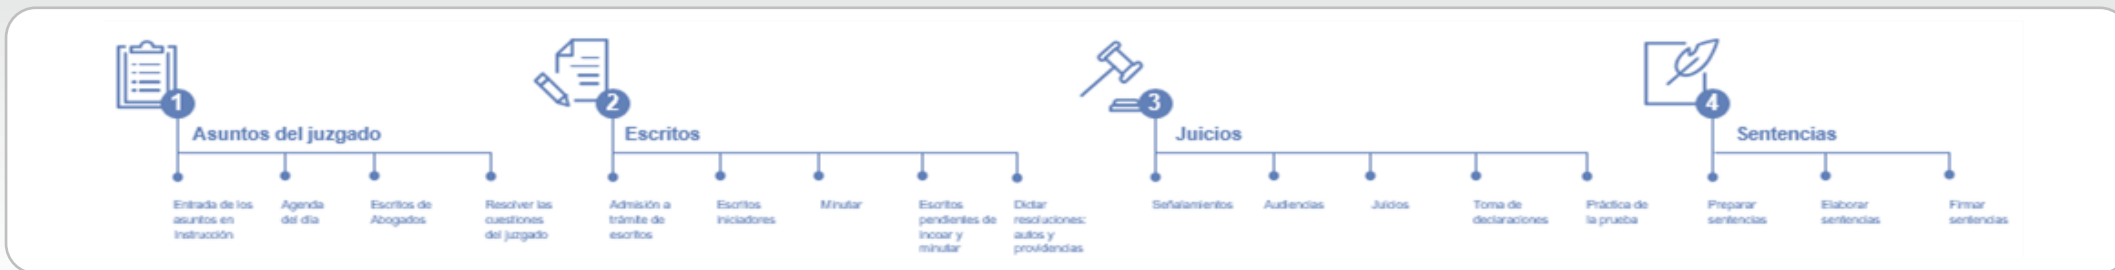 1
Asuntos del juzgado
Entrada de los
asuntos en
Instrucción
Agenda
del día
Escritos de
Abogados
Resolver las
cuestiones
del juzgado
2
Escritos
Admisión a
trámite de
escritos
Escritos
iniciadores
Minutar
Escritos
pendientes de
incoar y
minutar
Dictar
resoluciones:
autos y
providencias
3
Juicios
Señalamientos
Audiencias
Juicios
Toma de
declaraciones
Práctica de
la prueba
4
Sentencias
Preparar
sentencias
Elaborar
sentencias
Firmar
sentencias